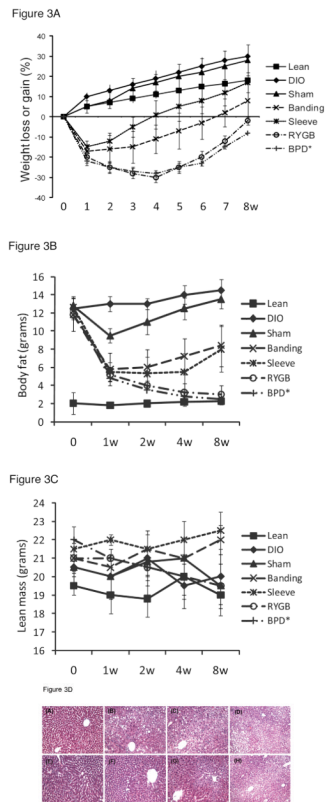 Figure 3A
Weight loss or gain (%)
40
30
20
10
0
-10
-20
-30
-40
0 1 2 3 4 5 6 7 8w
Lean
DIO
Sham
Banding
Sleeve
RYGB
BPD*
Figure 3B
Body fat (grams)
16
14
12
10
8
6
4
2
0
0 1w 2w 4w 8w
Lean
DIO
Sham
Banding
Sleeve
RYGB
BPD*
Figure 3C
Lean mass (grams)
24
23
22
21
20
19
18
17
16
0 1w 2w 4w 8w
Lean
DIO
Sham
Banding
Sleeve
RYGB
BPD*
Figure 3D
(A) (B) (C) (D)
(E) (F) (G) (H)